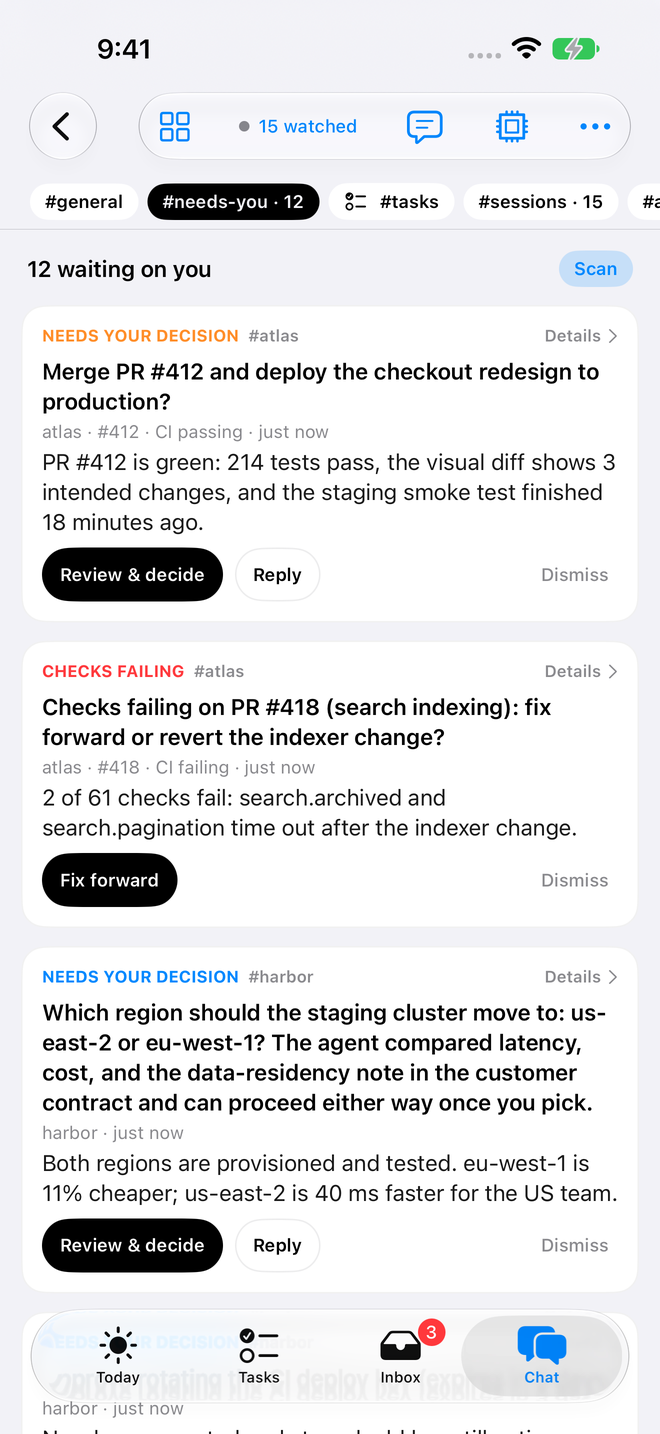 9:41
15 watched
#general
#needs-you · 12
#tasks
#sessions · 15
12 waiting on you
Scan
NEEDS YOUR DECISION #atlas
Details
Merge PR #412 and deploy the checkout redesign to
production?
atlas · #412 · CI passing · just now
PR #412 is green: 214 tests pass, the visual diff shows 3
intended changes, and the staging smoke test finished
18 minutes ago.
Review & decide
Reply
Dismiss
CHECKS FAILING #atlas
Details
Checks failing on PR #418 (search indexing): fix
forward or revert the indexer change?
atlas · #418 · CI failing · just now
2 of 61 checks fail: search.archived and
search.pagination time out after the indexer change.
Fix forward
Dismiss
NEEDS YOUR DECISION #harbor
Details
Which region should the staging cluster move to: us-
east-2 or eu-west-1? The agent compared latency,
cost, and the data-residency note in the customer
contract and can proceed either way once you pick.
harbor · just now
Both regions are provisioned and tested. eu-west-1 is
11% cheaper; us-east-2 is 40 ms faster for the US team.
Review & decide
Reply
Dismiss
NEEDS YOUR DECISION #harbor
rotating the CI deploy
harbor · just now
Today
Tasks
Inbox
3
Chat